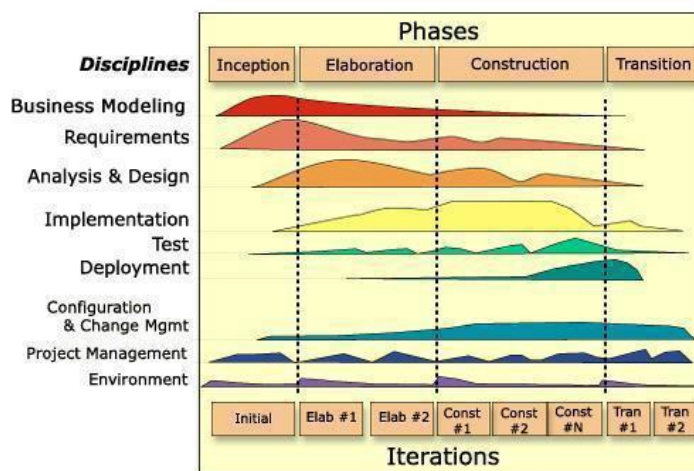 Phases
Disciplines
Inception
Elaboration
Construction
Transition
Business Modeling
Requirements
Analysis & Design
Implementation
Test
Deployment
Configuration
& Change Mgmt
Project Management
Environment
Initial
Elab #1
Elab #2
Const
#1
Const
#2
Const
#N
Tran
#1
Tran
#2
Iterations